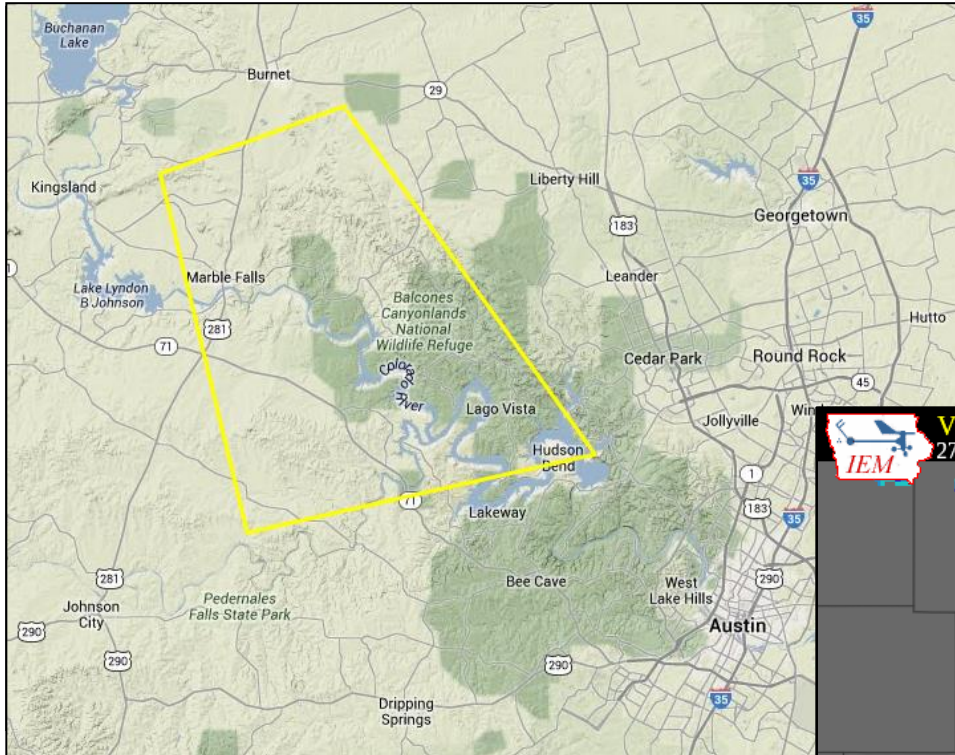 Buchanan
Lake
35
Burnet
29
Kingsland
Liberty Hill
35
Georgetown
183
Lake Lyndon
B Johnson
Marble Falls
Leander
Balcones
Canyonlands
National
Wildlife Refuge
281
71
Hutto
Colorado
River
Cedar Park
Round Rock
45
Lago Vista
Jollyville
Hudson
Bend
V
27
IEM
1
71
Lakeway
183
35
281
Bee Cave
West
Lake Hills
290
Pedernales
Falls State Park
Johnson
City
290
Austin
290
290
Dripping
Springs
35